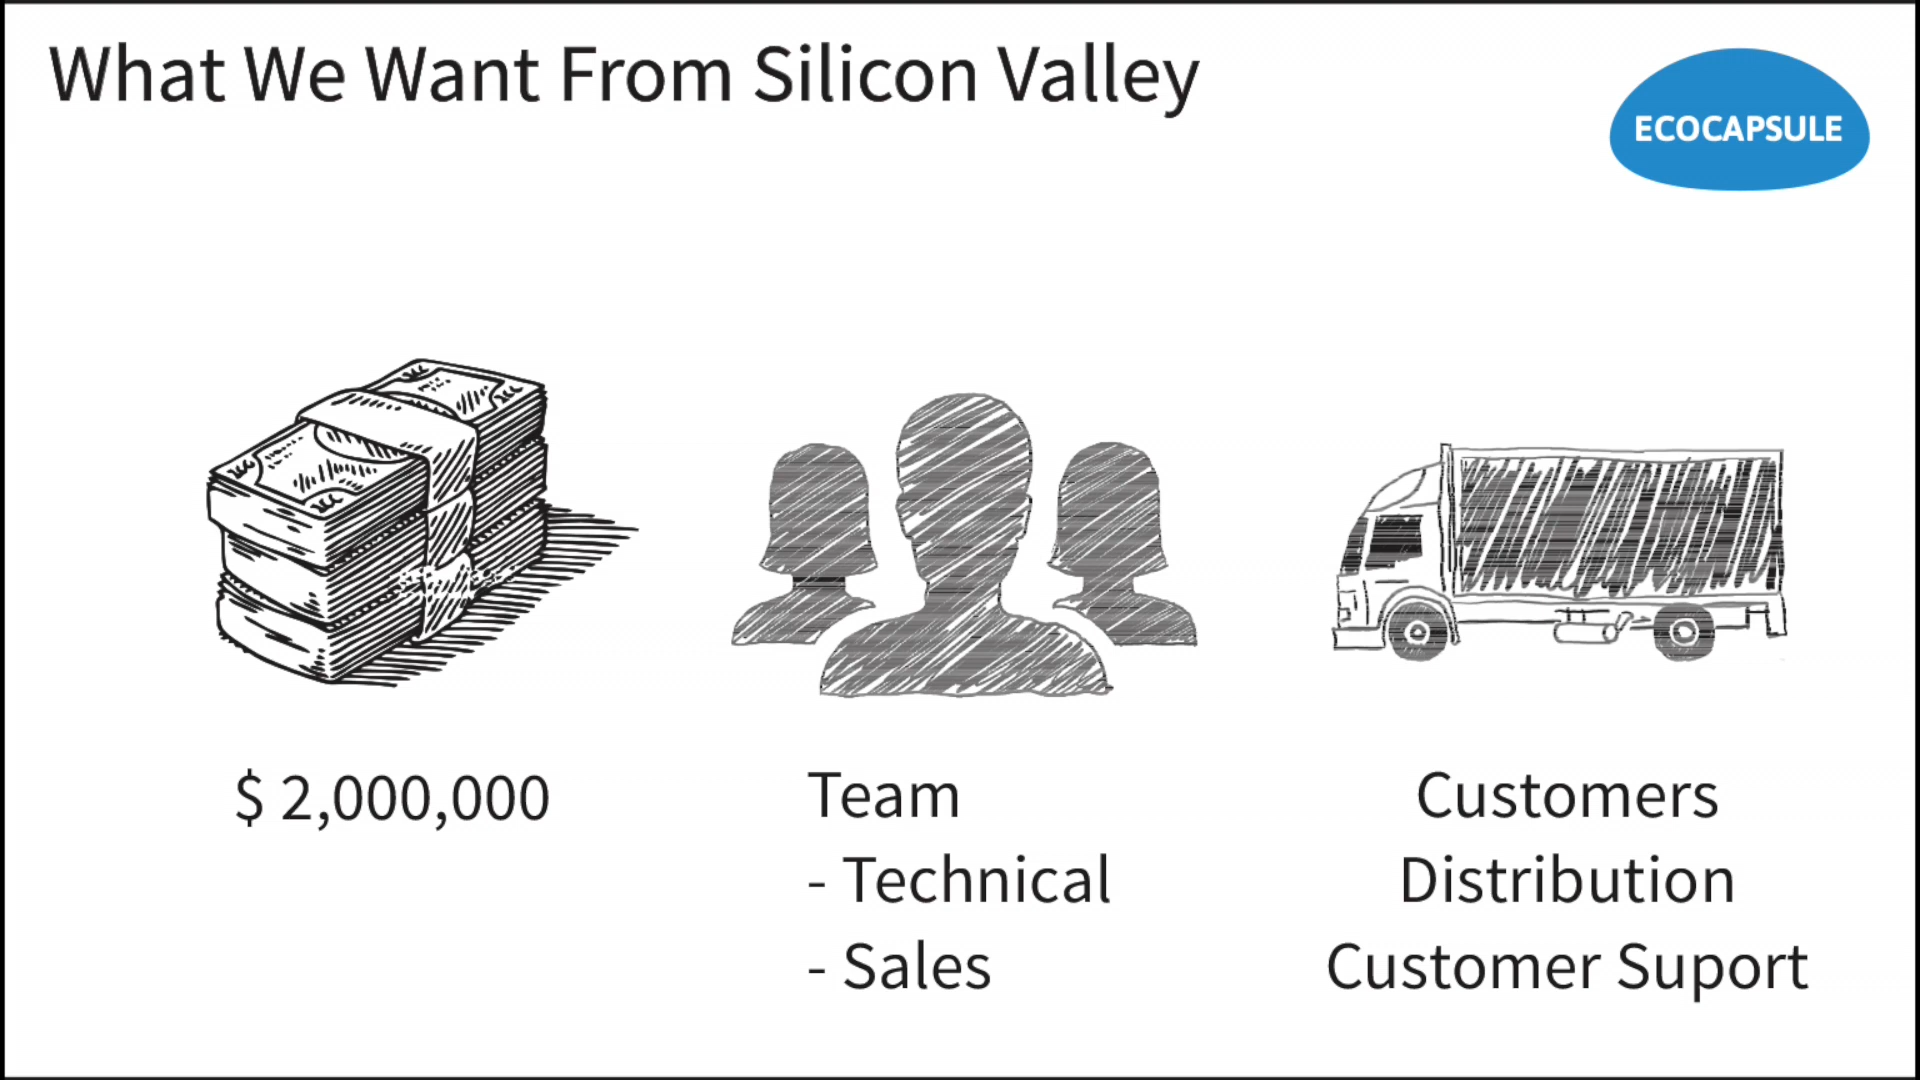 What We Want From Silicon Valley
ECOCAPSULE
$ 2,000,000
Team
- Technical
- Sales
Customers
Distribution
Customer Suport